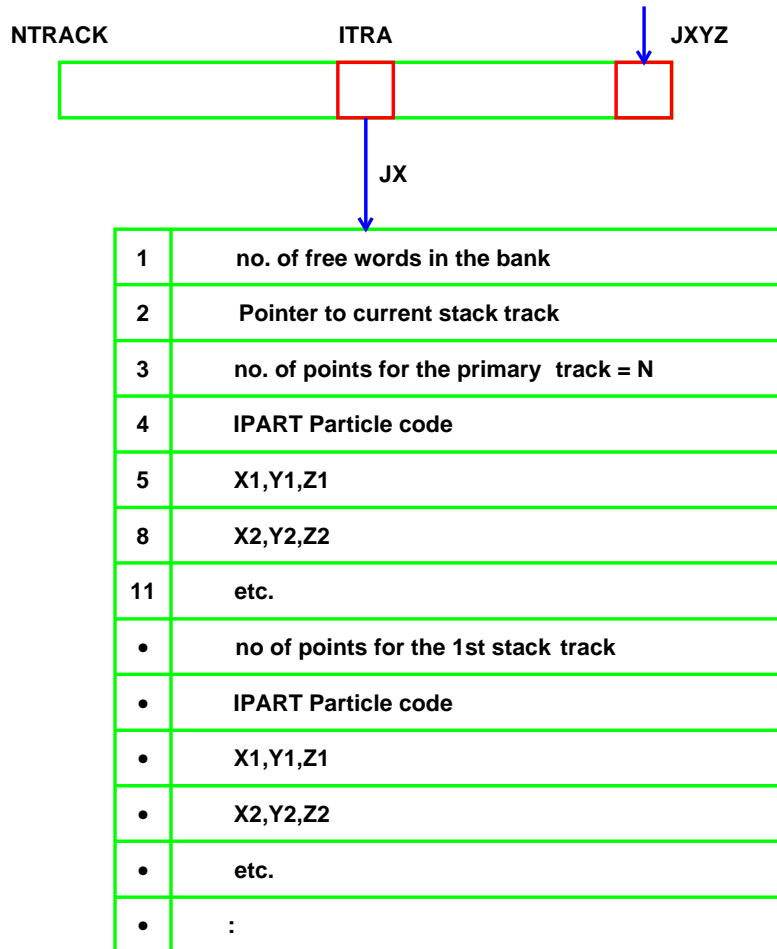 NTRACK ITRA JXYZ
JX
1 no. of free words in the bank
2 Pointer to current stack track
3 no. of points for the primary track = N
4 IPART Particle code
5 X1,Y1,Z1
8 X2,Y2,Z2
11 etc.
• no of points for the 1st stack track
• IPART Particle code
• X1,Y1,Z1
• X2,Y2,Z2
• etc.
• :